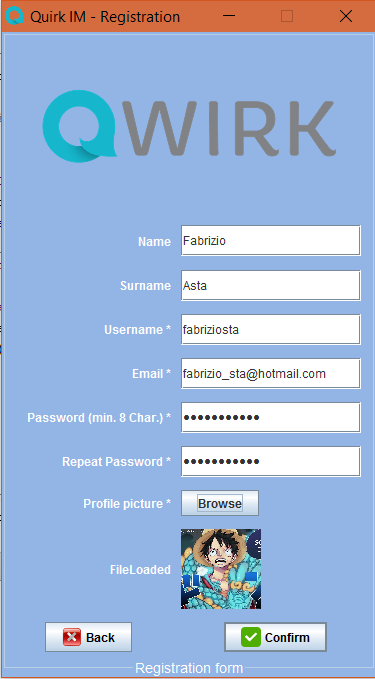 Quirk IM - Registration
QWIRK
Name Fabrizio
Surname Asta
Username * fabriziosta
Email * fabrizio_sta@hotmail.com
Password (min. 8 Char.) * •••••••••••
Repeat Password * •••••••••••
Profile picture * Browse
FileLoaded
Back Confirm
Registration form